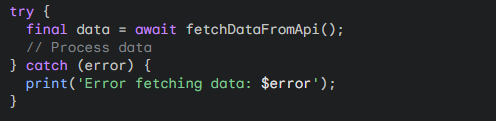 try {
  final data = await fetchDataFromApi();
  // Process data
} catch (error) {
  print('Error fetching data: $error');
}